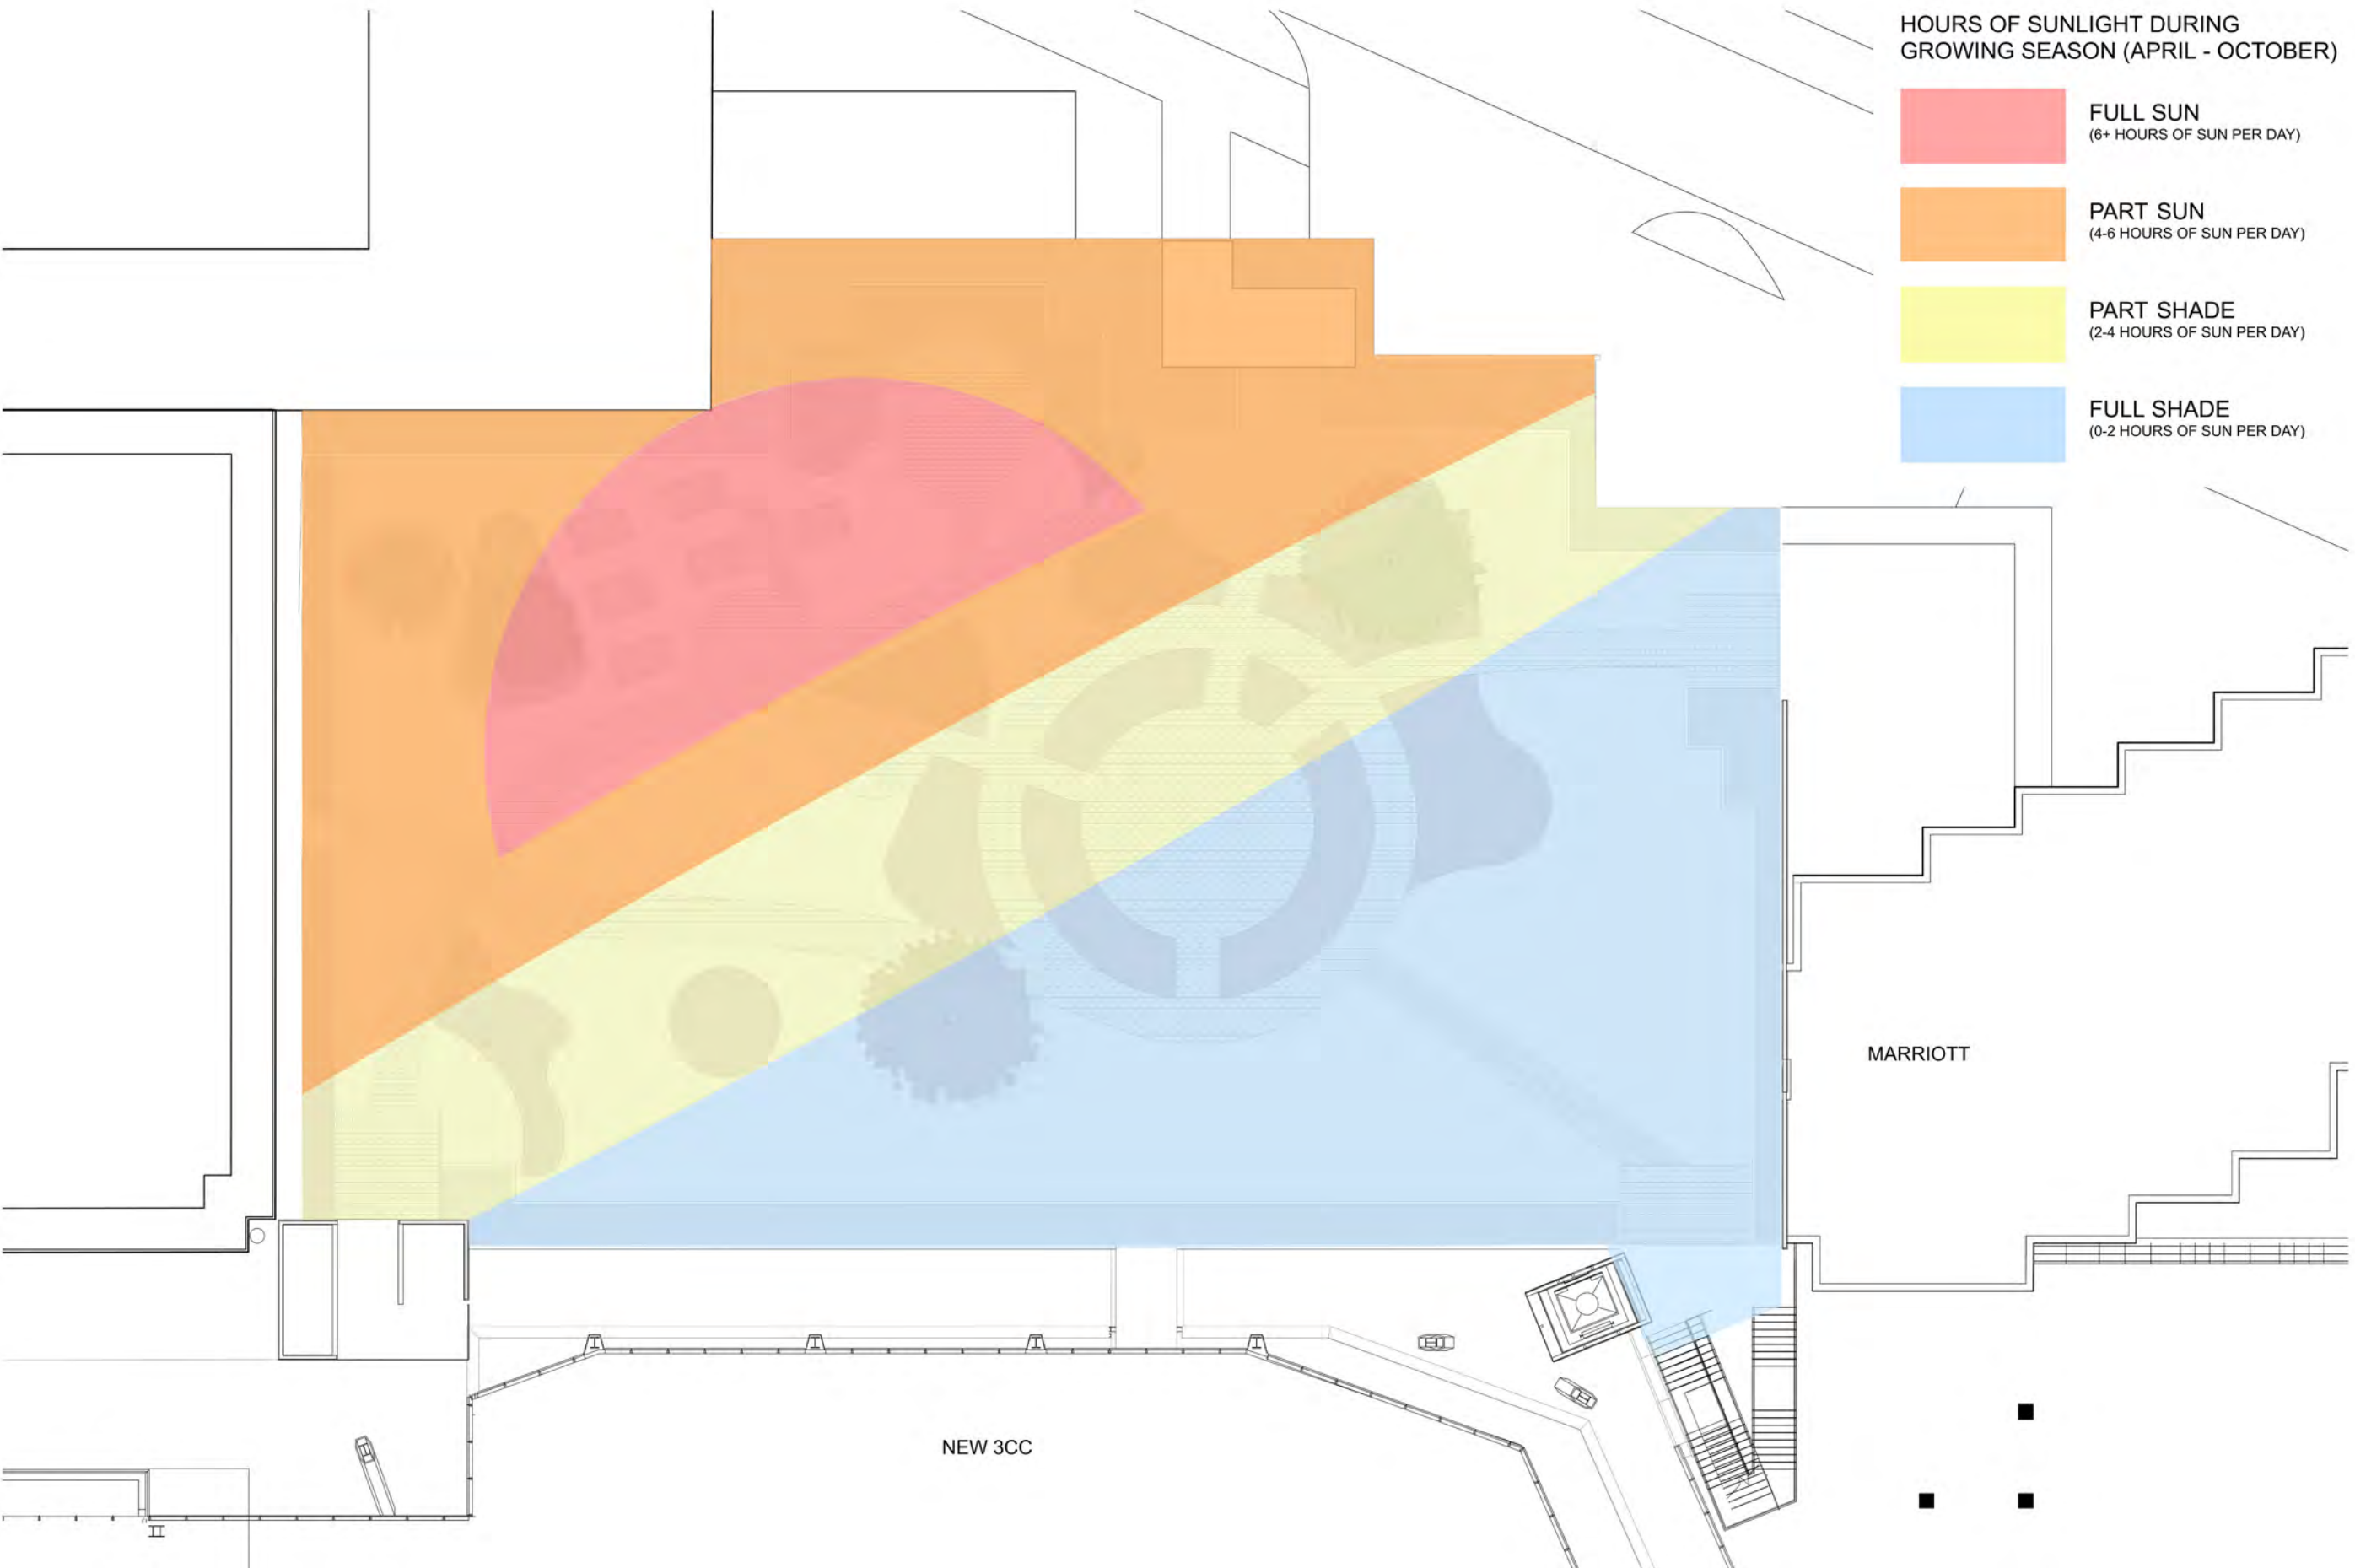 HOURS OF SUNLIGHT DURING
GROWING SEASON (APRIL - OCTOBER)
FULL SUN
(6+ HOURS OF SUN PER DAY)
PART SUN
(4-6 HOURS OF SUN PER DAY)
PART SHADE
(2-4 HOURS OF SUN PER DAY)
FULL SHADE
(0-2 HOURS OF SUN PER DAY)
MARRIOTT
NEW 3CC